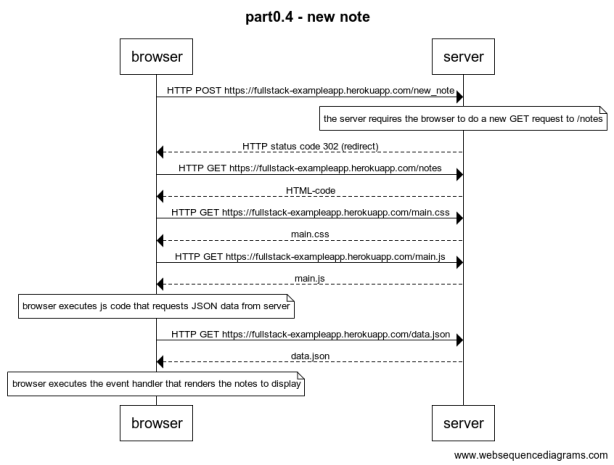 part0.4 - new note
browser
server
HTTP POST https://fullstack-exampleapp.herokuapp.com/new_note
the server requires the browser to do a new GET request to /notes
HTTP status code 302 (redirect)
HTTP GET https://fullstack-exampleapp.herokuapp.com/notes
HTML-code
HTTP GET https://fullstack-exampleapp.herokuapp.com/main.css
main.css
HTTP GET https://fullstack-exampleapp.herokuapp.com/main.js
main.js
browser executes js code that requests JSON data from server
HTTP GET https://fullstack-exampleapp.herokuapp.com/data.json
data.json
browser executes the event handler that renders the notes to display
browser
server
www.websequencediagrams.com